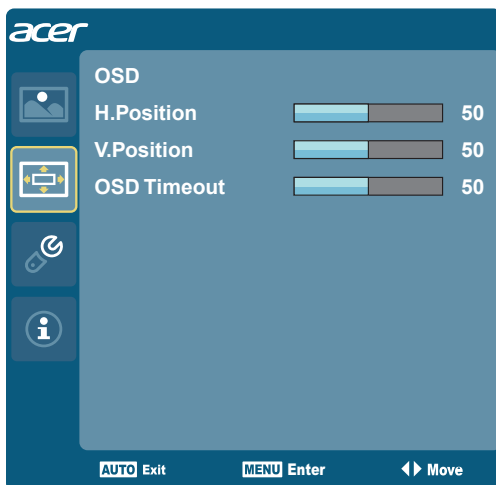 acer
OSD
H.Position 50
V.Position 50
OSD Timeout 50
AUTO Exit MENU Enter Move